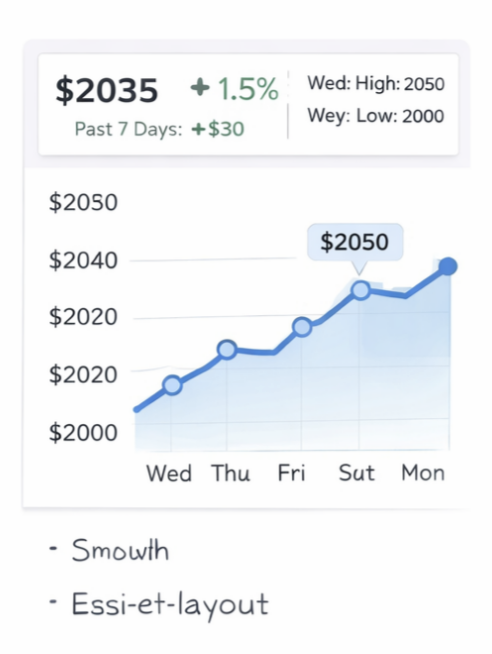 $2035 + 1.5%
Past 7 Days: +$30
Wed: High: 2050
Wey: Low: 2000
$2050
$2040
$2020
$2020
$2000
$2050
Wed Thu Fri Sut Mon
- Smowth
- Essi-et-layout